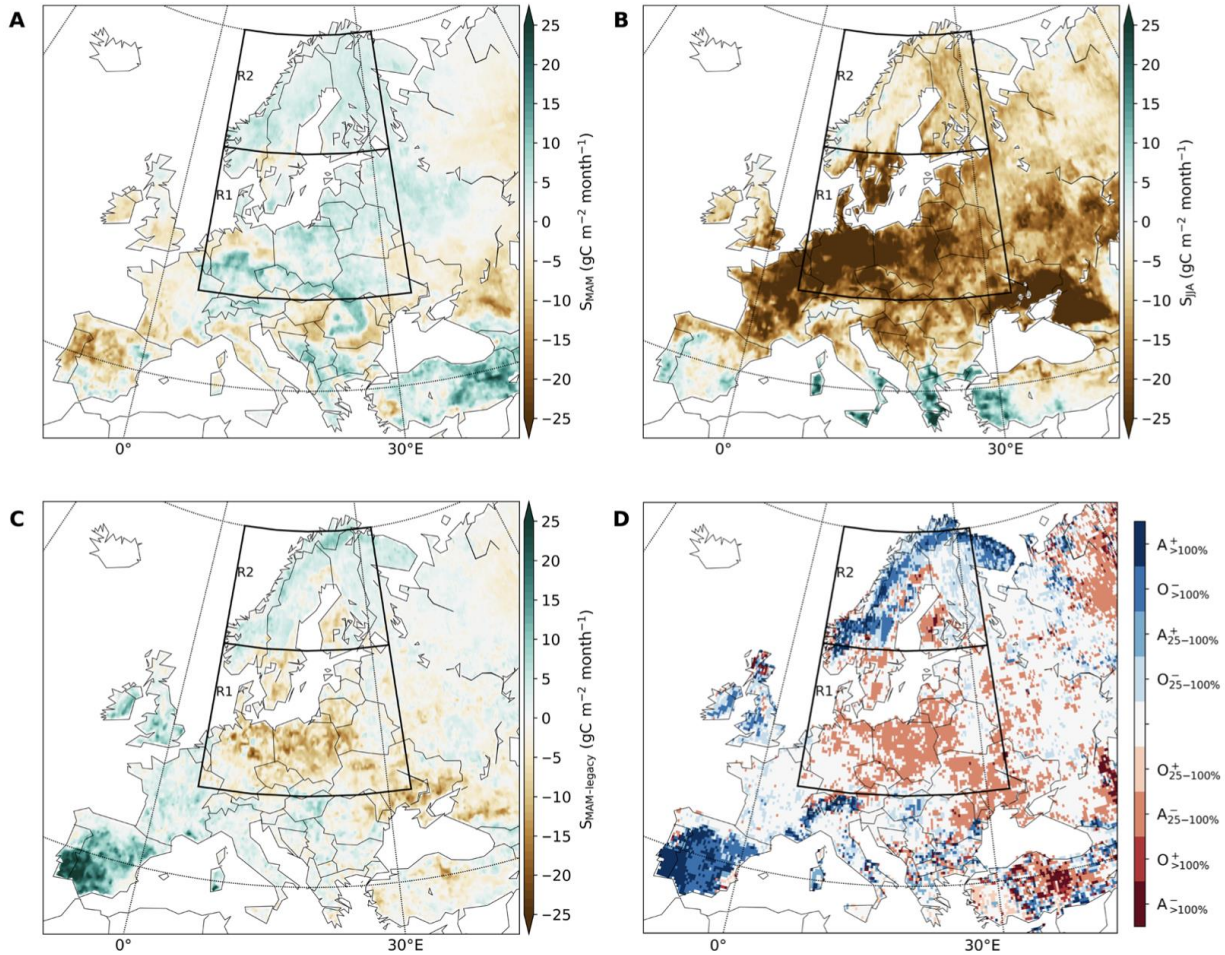 A
R2
R1
0°
30°E
25
20
15
10
5
0
−5
−10
−15
−20
−25
S_MAM (gC m⁻² month⁻¹)
B
R2
R1
0°
30°E
25
20
15
10
5
0
−5
−10
−15
−20
−25
S_JJA (gC m⁻² month⁻¹)
C
R2
R1
0°
30°E
25
20
15
10
5
0
−5
−10
−15
−20
−25
S_MAM−legacy (gC m⁻² month⁻¹)
D
R2
R1
0°
30°E
A⁺>100%
O⁻>100%
A⁺25−100%
O⁻25−100%
O⁺25−100%
A⁻25−100%
O⁺>100%
A⁻>100%